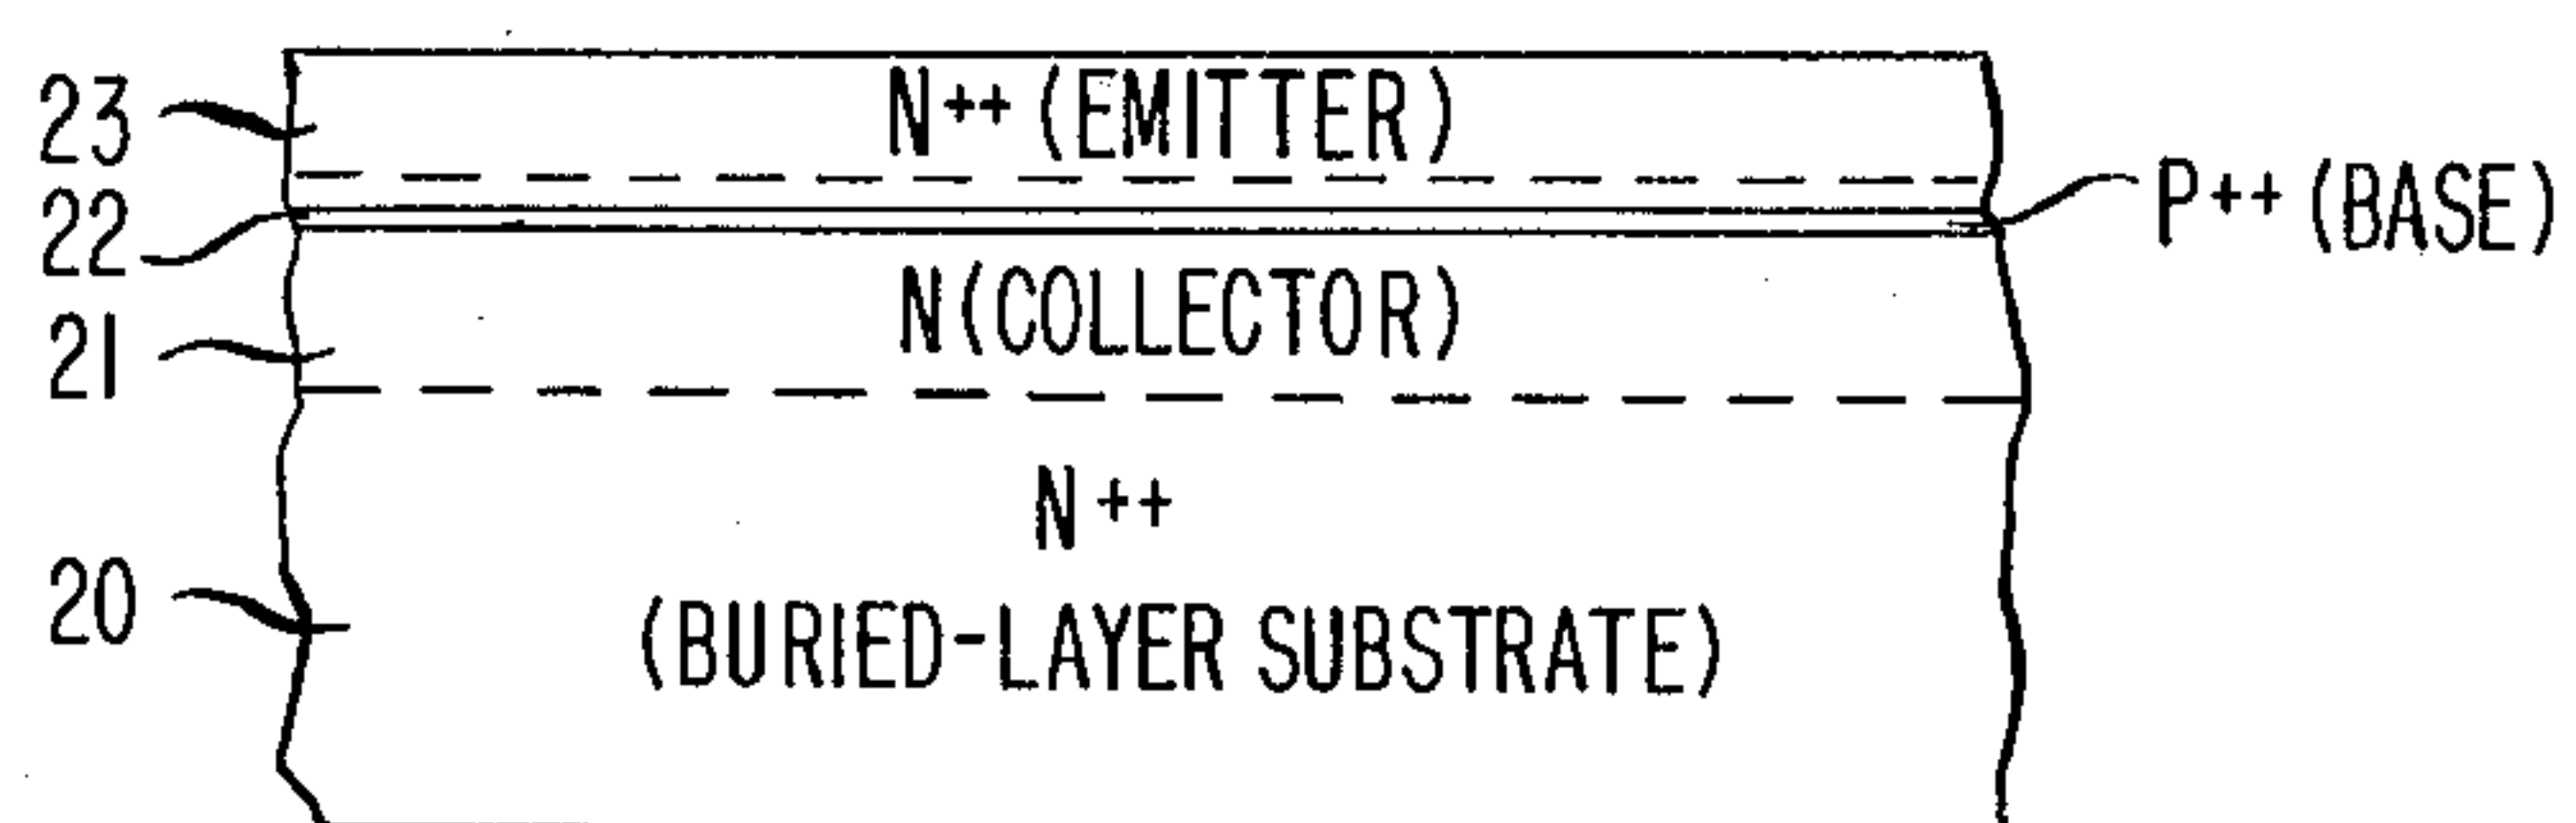 23
N++ (EMITTER)
22
P++ (BASE)
N (COLLECTOR)
21
N++
20
(BURIED-LAYER SUBSTRATE)